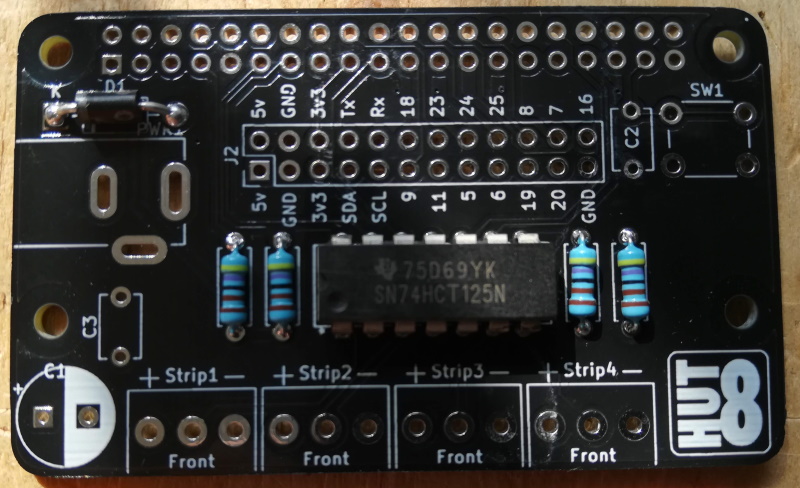 K D1 SW1
5v GND 3v3 Tx Rx 18 23 24 25 8 7 16
PWR
J2 C2
5v GND 3v3 SDA SCL 9 11 5 6 19 20 GND
75D69YK
SN74HCT125N
C3
C1
+ + Strip1 — + Strip2 — + Strip3 — + Strip4 —
HUT8
Front Front Front Front